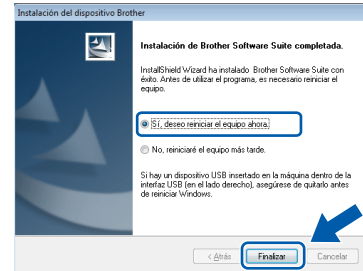 Instalación del dispositivo Brother
Instalación de Brother Software Suite completada.
InstallShield Wizard ha instalado Brother Software Suite con
éxito. Antes de utilizar el programa, es necesario reiniciar el
equipo.
Sí, deseo reiniciar el equipo ahora.
No, reiniciaré el equipo más tarde.
Si hay un dispositivo USB insertado en la máquina dentro de la
interfaz USB (en el lado derecho), asegúrese de quitarlo antes
de reiniciar Windows.
< Atrás Finalizar Cancelar